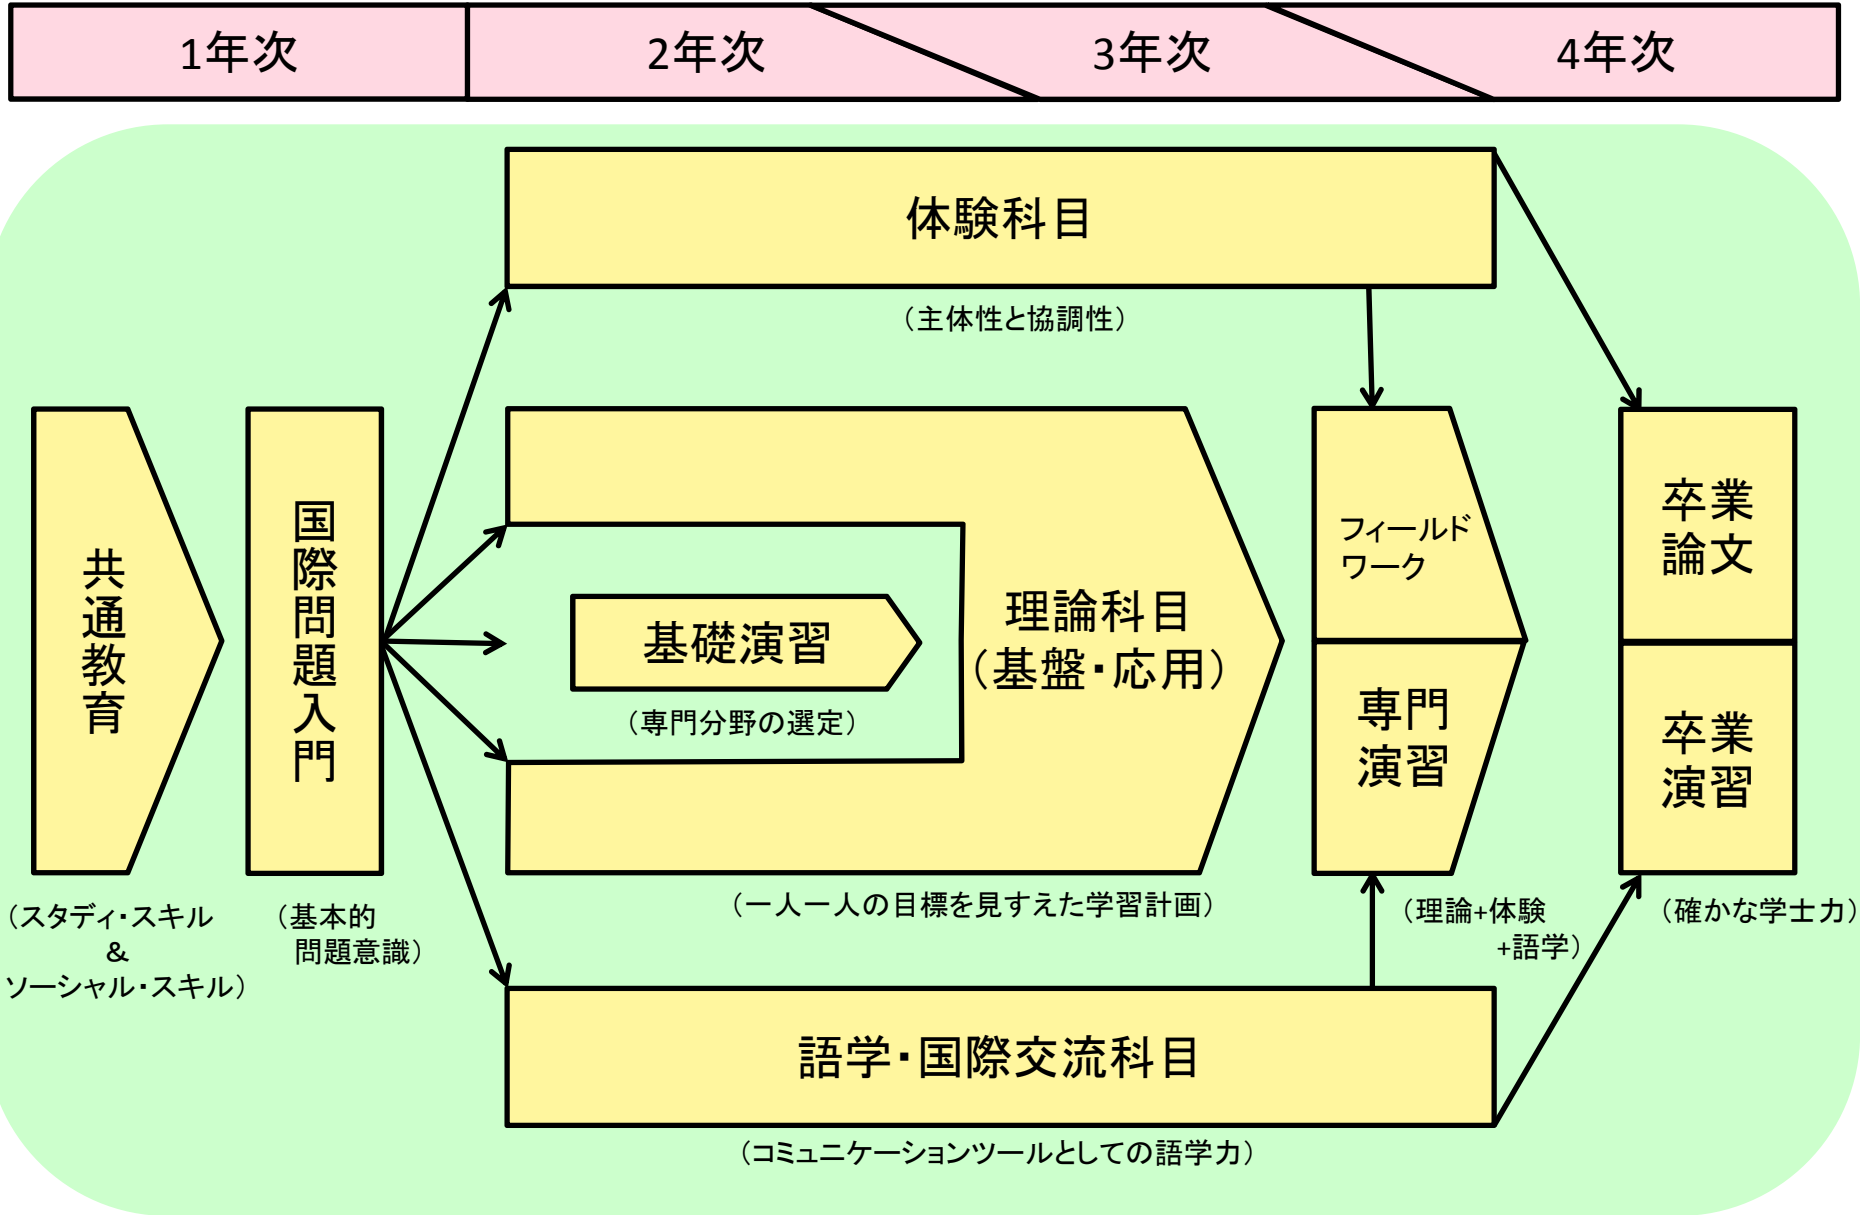 1年次
2年次
3年次
4年次
体験科目
（主体性と協調性）
共通教育
（スタディ・スキル
&
ソーシャル・スキル）
国際問題入門
（基本的
問題意識）
基礎演習
（専門分野の選定）
理論科目
（基盤・応用）
（一人一人の目標を見すえた学習計画）
フィールド
ワーク
専門
演習
（理論+体験
+語学）
卒業
論文
卒業
演習
（確かな学士力）
語学・国際交流科目
（コミュニケーションツールとしての語学力）